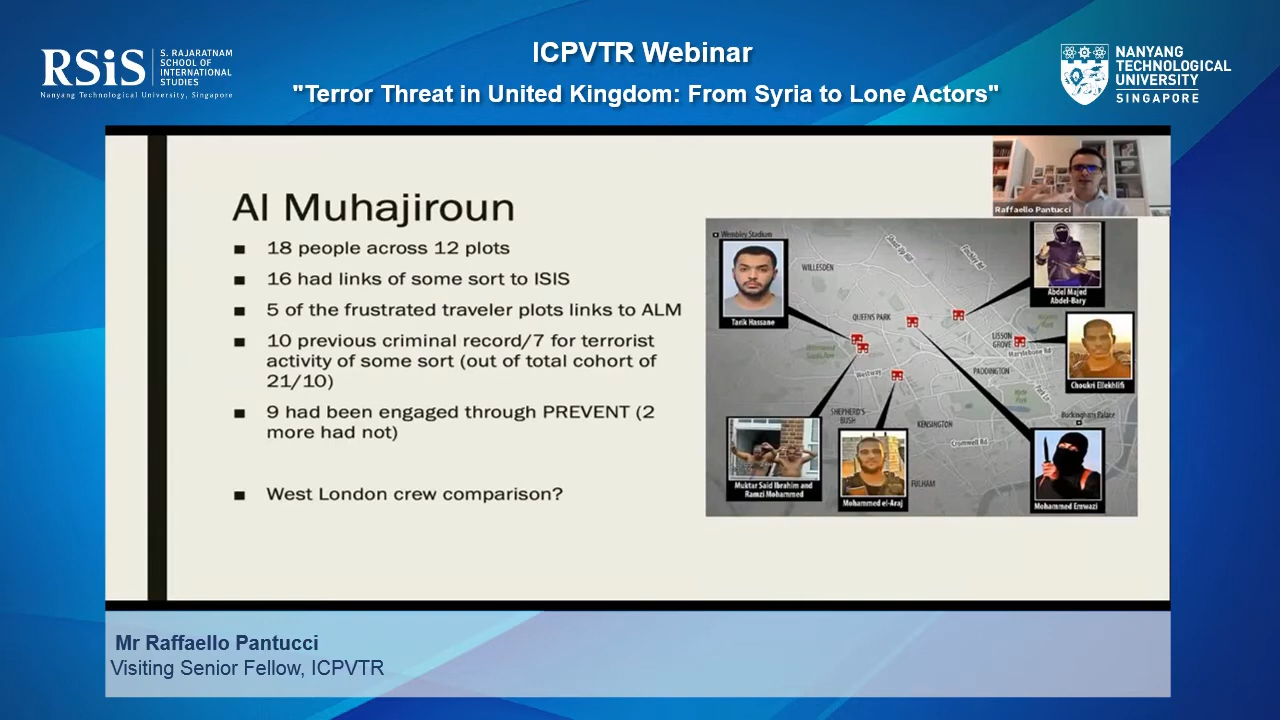 RSiS
S. RAJARATNAM
SCHOOL OF
INTERNATIONAL
STUDIES
Nanyang Technological University, Singapore
ICPVTR Webinar
"Terror Threat in United Kingdom: From Syria to Lone Actors"
NANYANG
TECHNOLOGICAL
UNIVERSITY
SINGAPORE
Raffaello Pantucci
Al Muhajiroun
18 people across 12 plots
16 had links of some sort to ISIS
5 of the frustrated traveler plots links to ALM
10 previous criminal record/7 for terrorist
activity of some sort (out of total cohort of
21/10)
9 had been engaged through PREVENT (2
more had not)
West London crew comparison?
Wembley Stadium
Tarik Hassane
WILLESDEN
QUEENS PARK
Abdel Majed
Abdel-Bary
LISSON
GROVE
Marylebone Rd
Choukri Ellekhlifi
PADDINGTON
Westway
SHEPHERD'S
BUSH
KENSINGTON
Cromwell Rd
Buckingham Palace
FULHAM
Muktar Said Ibrahim and
Ramzi Mohammed
Mohammed el-Araj
Mohammed Emwazi
Mr Raffaello Pantucci
Visiting Senior Fellow, ICPVTR